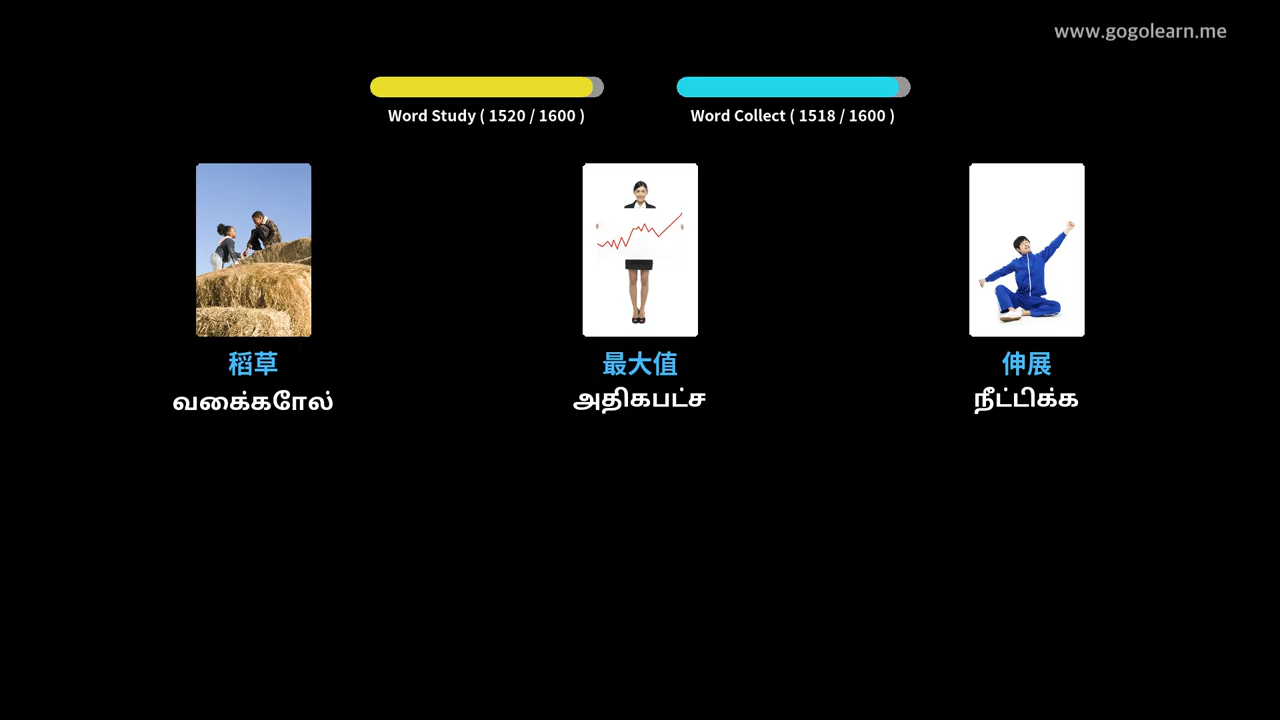 www.gogolearn.me
Word Study ( 1520 / 1600 )
Word Collect ( 1518 / 1600 )
稻草
最大值
伸展
வைக்கோல்
அதிகபட்ச
நீட்டிக்க